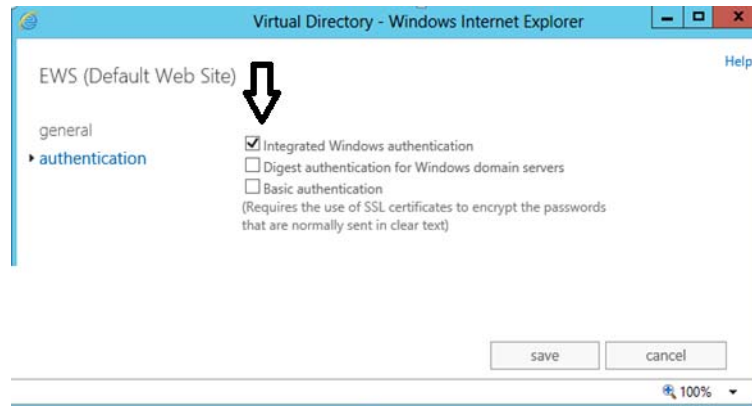 Virtual Directory - Windows Internet Explorer
Help
EWS (Default Web Site)
general
authentication
Integrated Windows authentication
Digest authentication for Windows domain servers
Basic authentication
(Requires the use of SSL certificates to encrypt the passwords
that are normally sent in clear text)
save
cancel
100%